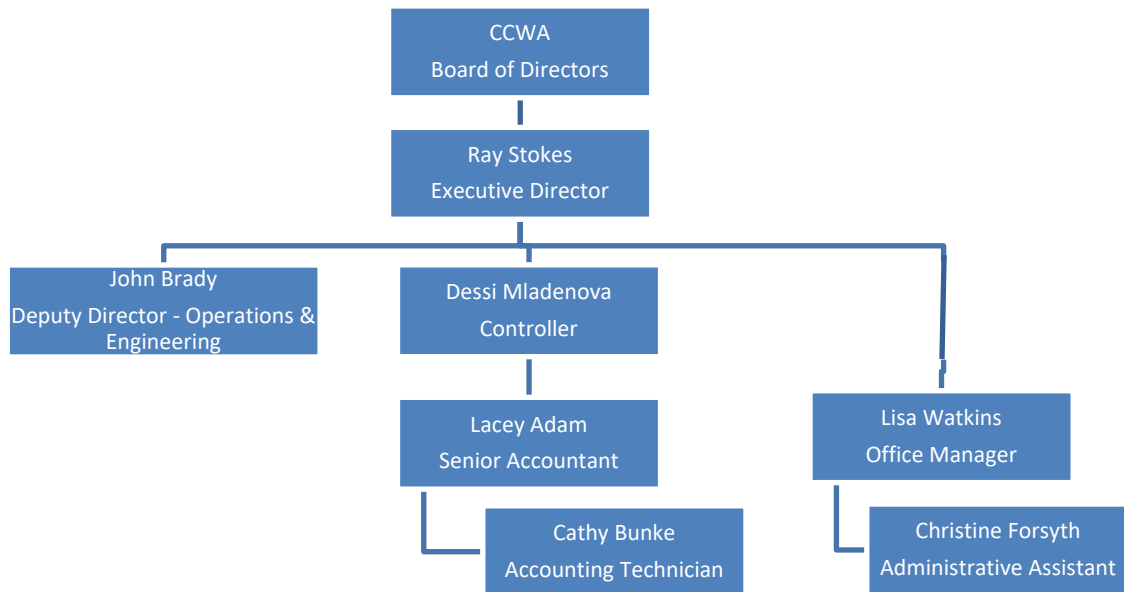 CCWA
Board of Directors
Ray Stokes
Executive Director
John Brady
Deputy Director - Operations &
Engineering
Dessi Mladenova
Controller
Lacey Adam
Senior Accountant
Lisa Watkins
Office Manager
Cathy Bunke
Accounting Technician
Christine Forsyth
Administrative Assistant